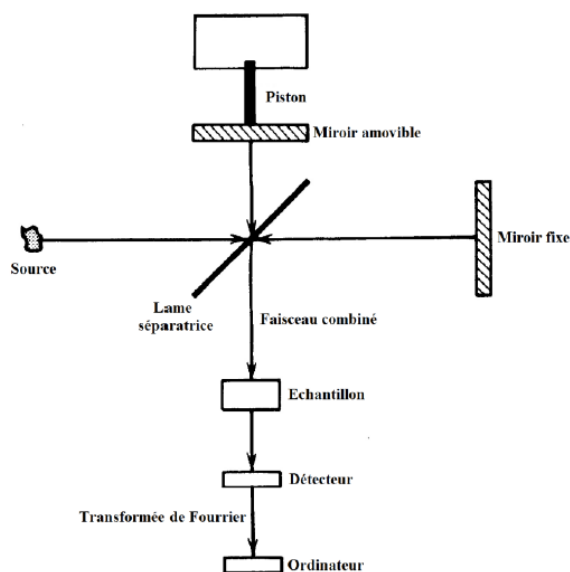 Piston
Miroir amovible
Source
Miroir fixe
Lame
séparatrice
Faisceau combiné
Echantillon
Détecteur
Transformée de Fourrier
Ordinateur